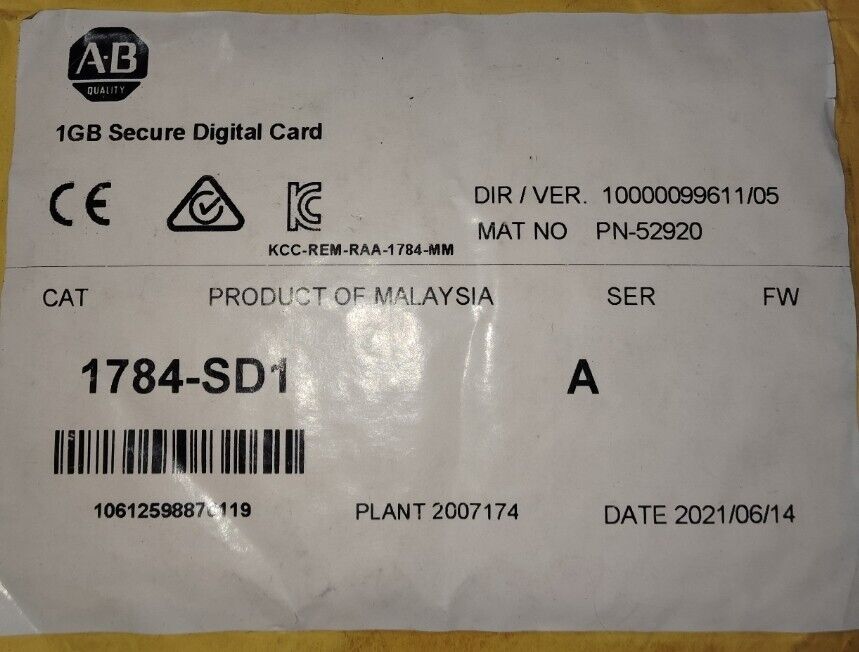 A-B
QUALITY
1GB Secure Digital Card
CE
KC
DIR / VER. 10000099611/05
MAT NO PN-52920
KCC-REM-RAA-1784-MM
CAT PRODUCT OF MALAYSIA SER FW
1784-SD1 A
PLANT 2007174 DATE 2021/06/14